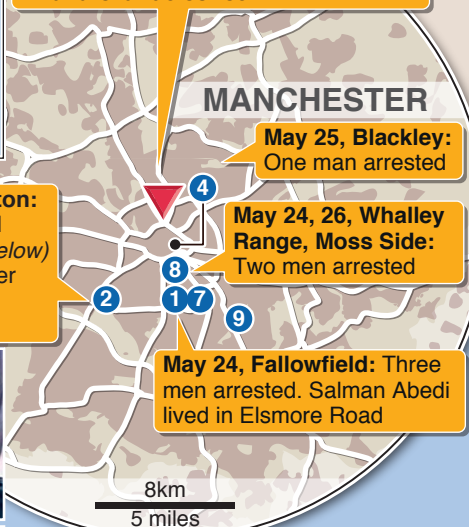 MANCHESTER
May 25, Blackley:
One man arrested
4
May 24, 26, Whalley
Range, Moss Side:
Two men arrested
8
2
1
7
9
May 24, Fallowfield: Three
men arrested. Salman Abedi
lived in Elsmore Road
8km
5 miles